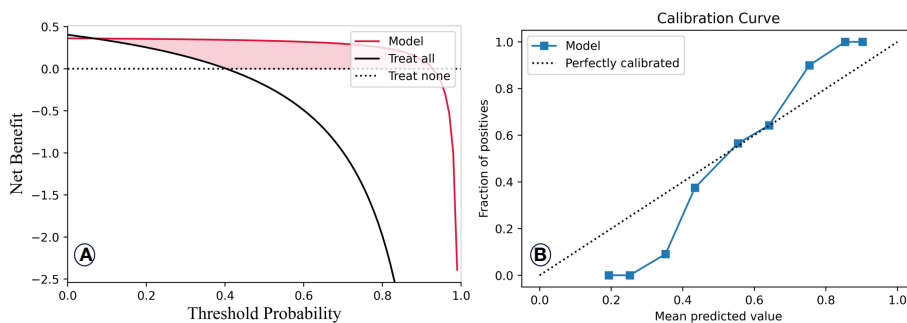 0.5
0.0
−0.5
−1.0
−1.5
−2.0
−2.5
Net Benefit
Model
Treat all
Treat none
A
0.0 0.2 0.4 0.6 0.8 1.0
Threshold Probability
Calibration Curve
1.0
0.8
0.6
0.4
0.2
0.0
Fraction of positives
Model
Perfectly calibrated
B
0.0 0.2 0.4 0.6 0.8 1.0
Mean predicted value